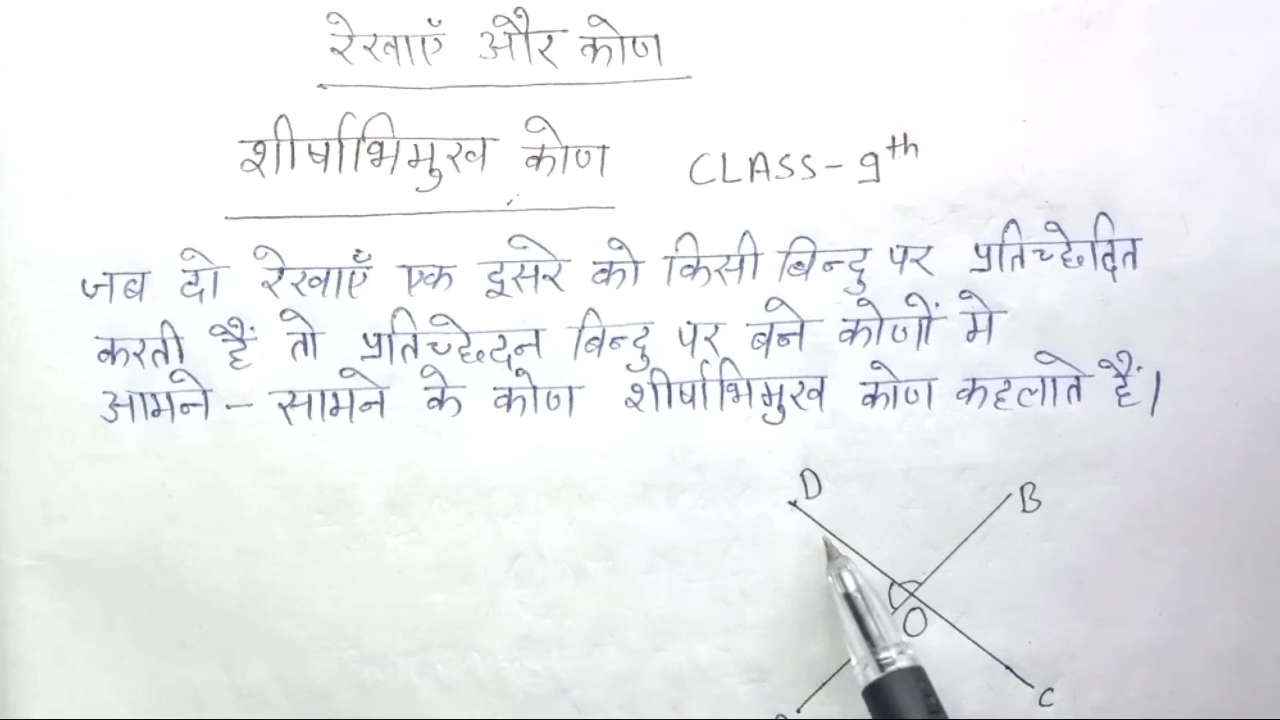 रेखाएँ और कोण
शीर्षाभिमुख कोण CLASS-9th
जब दो रेखाएँ एक दूसरे को किसी बिन्दु पर प्रतिच्छेदित
करती हैं तो प्रतिच्छेदन बिन्दु पर बने कोणों मे
आमने - सामने के कोण शीर्षाभिमुख कोण कहलाते हैं।
D B
O
C